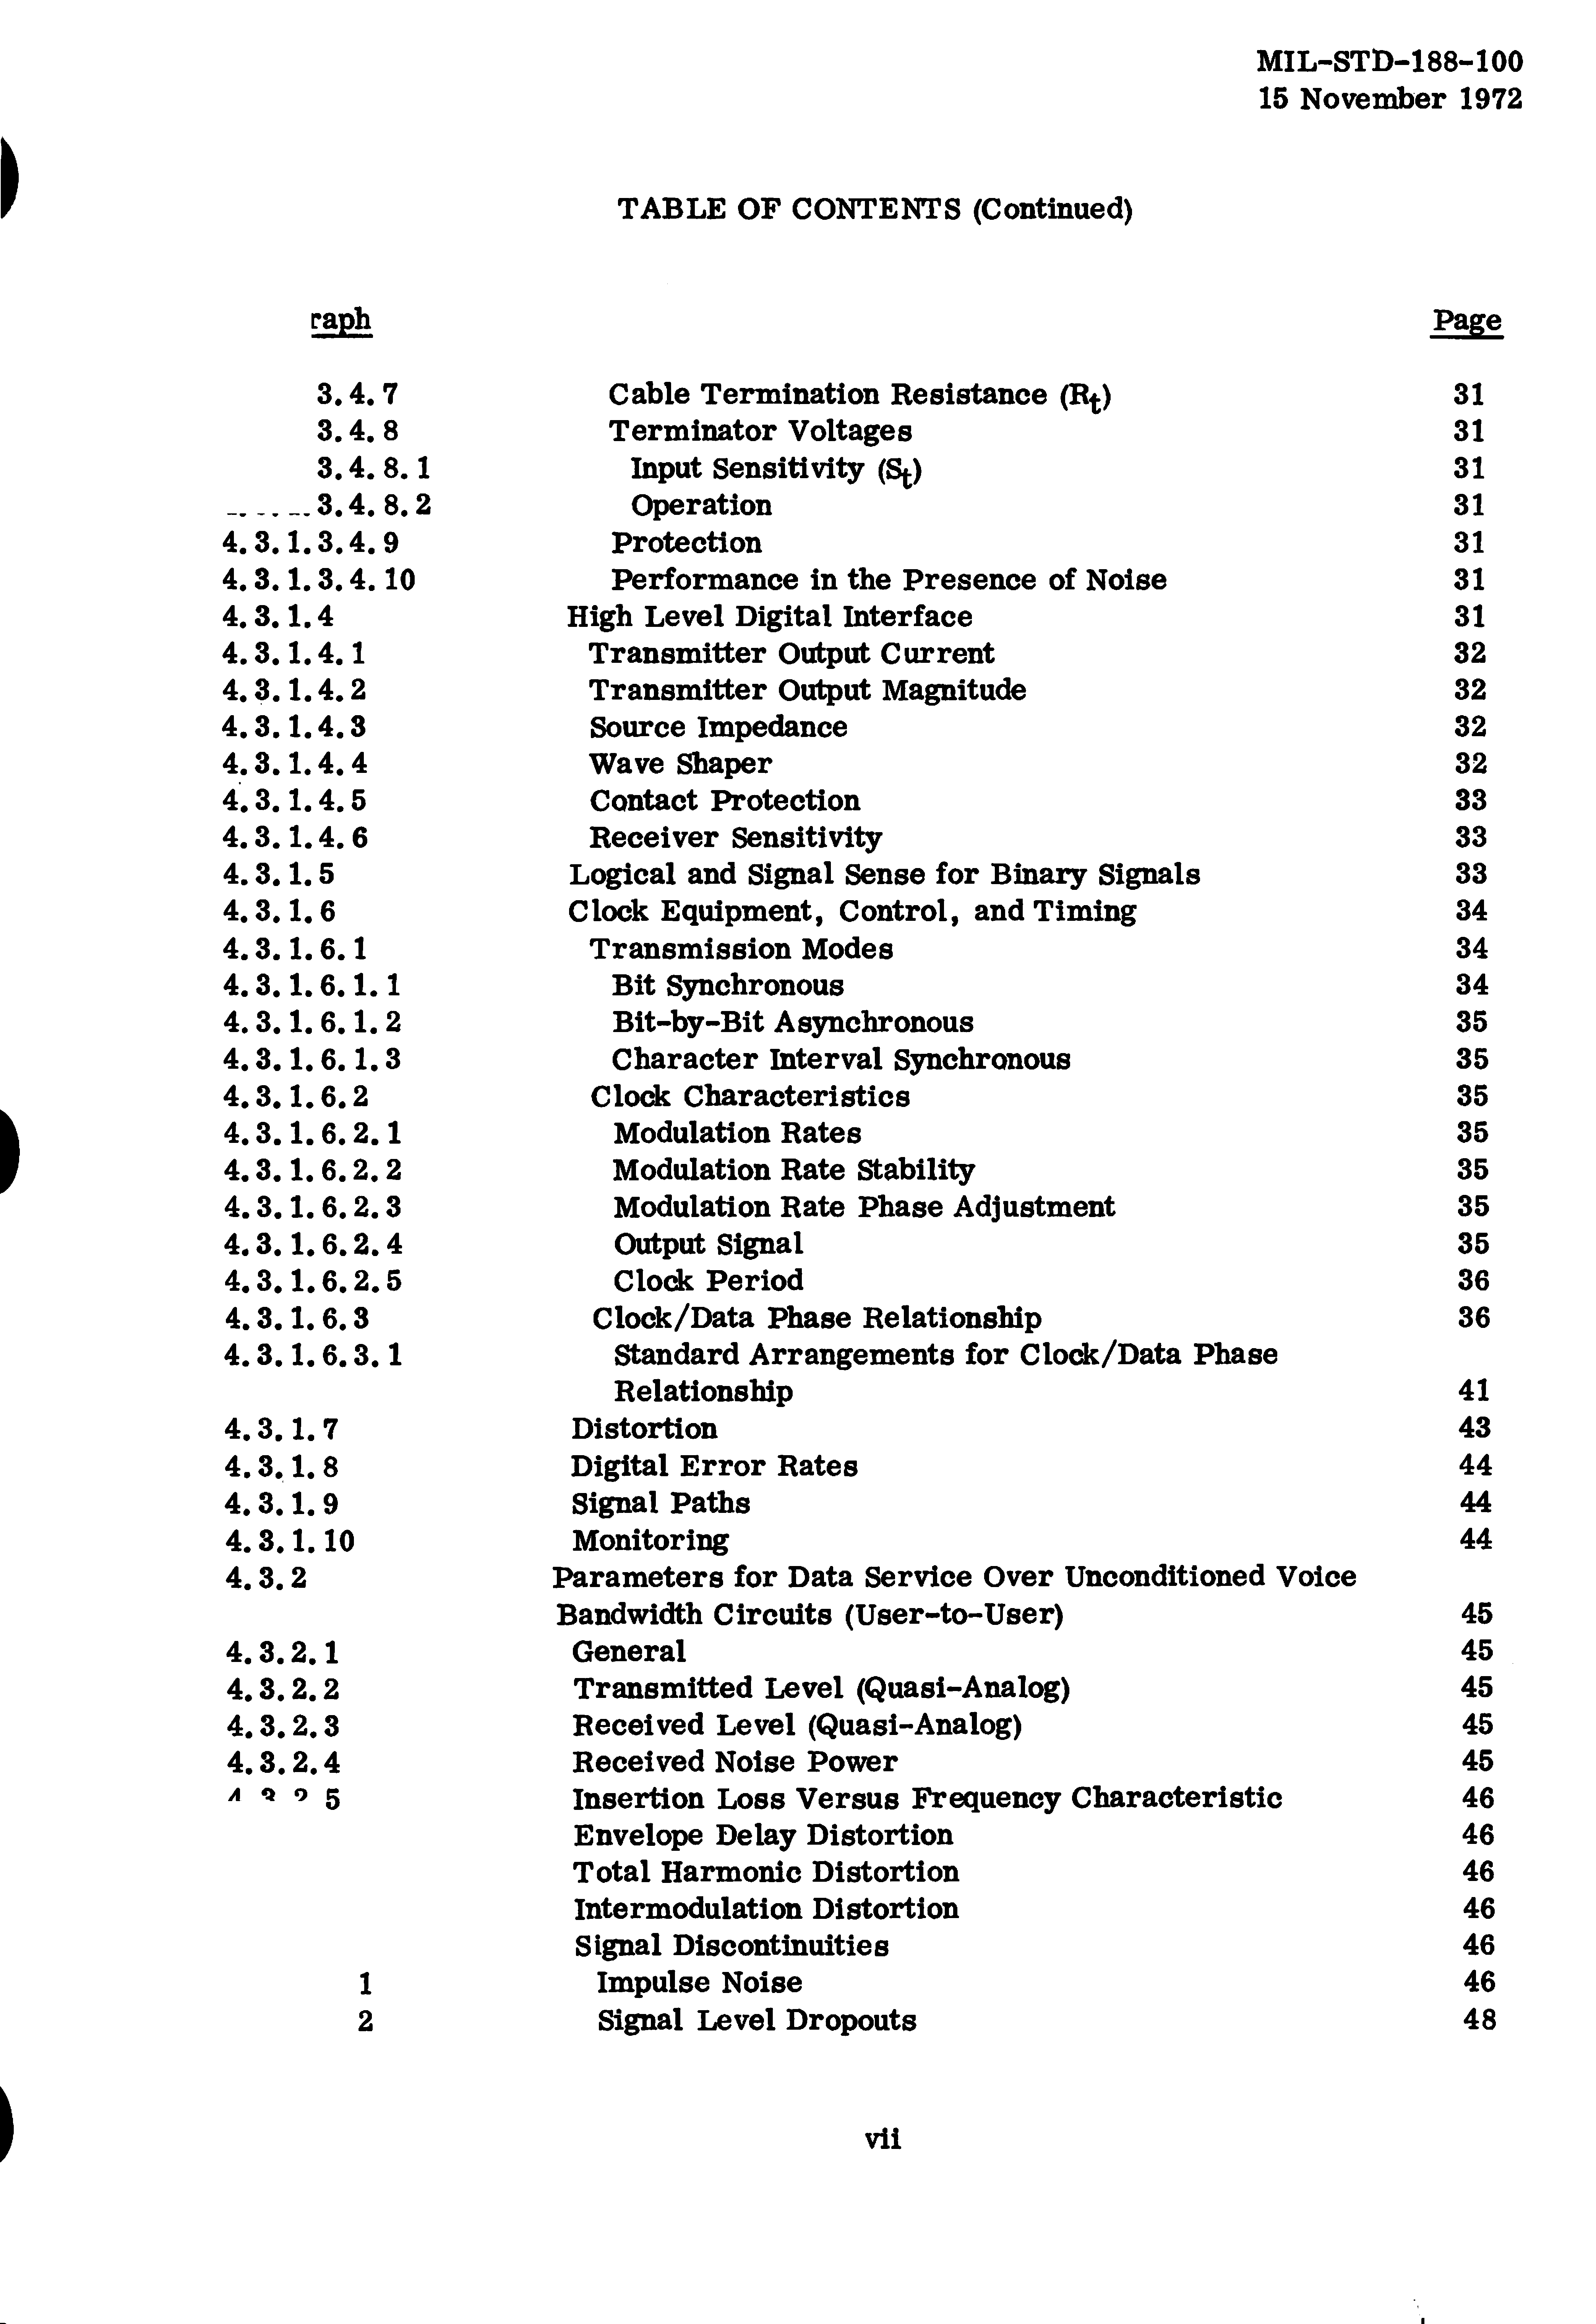 MIL-STD-188-100
15 November 1972
TABLE OF CONTENTS (Continued)
raph Page
3.4.7 Cable Termination Resistance (Rt) 31
3.4.8 Terminator Voltages 31
3.4.8.1 Input Sensitivity (St) 31
3.4.8.2 Operation 31
4.3.1.3.4.9 Protection 31
4.3.1.3.4.10 Performance in the Presence of Noise 31
4.3.1.4 High Level Digital Interface 31
4.3.1.4.1 Transmitter Output Current 32
4.3.1.4.2 Transmitter Output Magnitude 32
4.3.1.4.3 Source Impedance 32
4.3.1.4.4 Wave Shaper 32
4.3.1.4.5 Contact Protection 33
4.3.1.4.6 Receiver Sensitivity 33
4.3.1.5 Logical and Signal Sense for Binary Signals 33
4.3.1.6 Clock Equipment, Control, and Timing 34
4.3.1.6.1 Transmission Modes 34
4.3.1.6.1.1 Bit Synchronous 34
4.3.1.6.1.2 Bit-by-Bit Asynchronous 35
4.3.1.6.1.3 Character Interval Synchronous 35
4.3.1.6.2 Clock Characteristics 35
4.3.1.6.2.1 Modulation Rates 35
4.3.1.6.2.2 Modulation Rate Stability 35
4.3.1.6.2.3 Modulation Rate Phase Adjustment 35
4.3.1.6.2.4 Output Signal 35
4.3.1.6.2.5 Clock Period 36
4.3.1.6.3 Clock/Data Phase Relationship 36
4.3.1.6.3.1 Standard Arrangements for Clock/Data Phase
Relationship 41
4.3.1.7 Distortion 43
4.3.1.8 Digital Error Rates 44
4.3.1.9 Signal Paths 44
4.3.1.10 Monitoring 44
4.3.2 Parameters for Data Service Over Unconditioned Voice
Bandwidth Circuits (User-to-User) 45
4.3.2.1 General 45
4.3.2.2 Transmitted Level (Quasi-Analog) 45
4.3.2.3 Received Level (Quasi-Analog) 45
4.3.2.4 Received Noise Power 45
5 Insertion Loss Versus Frequency Characteristic 46
Envelope Delay Distortion 46
Total Harmonic Distortion 46
Intermodulation Distortion 46
Signal Discontinuities 46
1 Impulse Noise 46
2 Signal Level Dropouts 48
vii